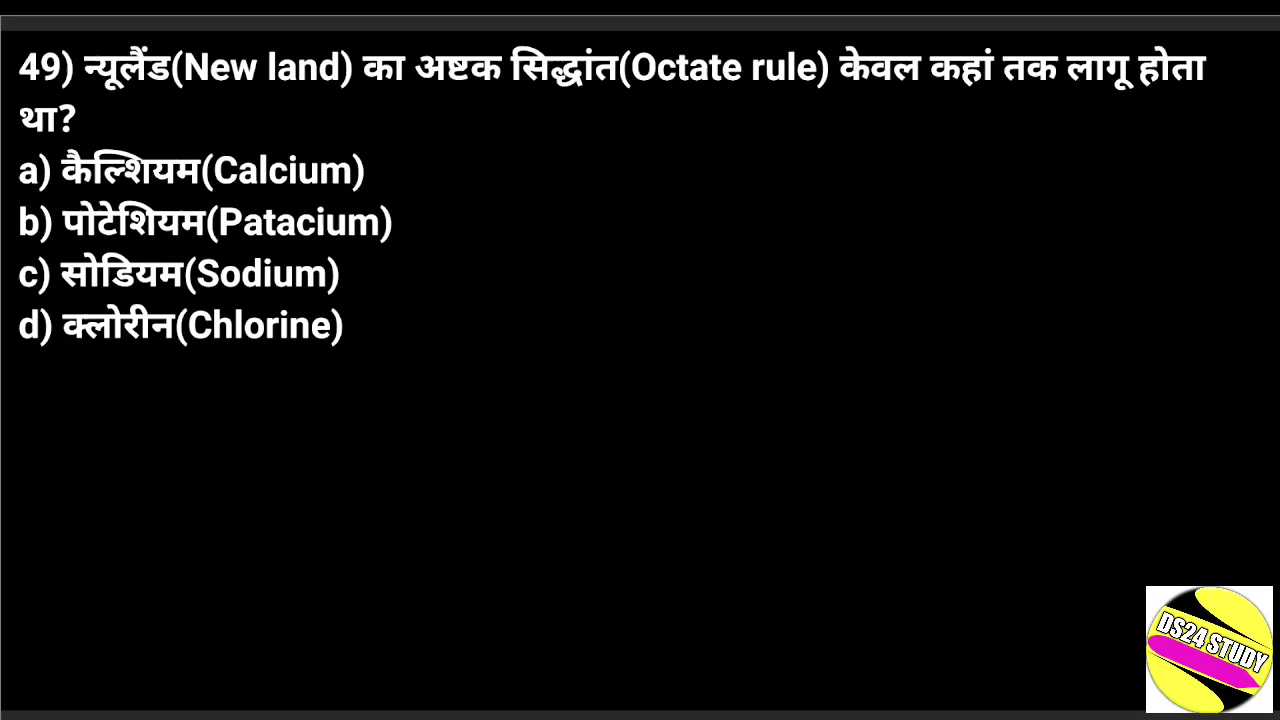 49) न्यूलैंड(New land) का अष्टक सिद्धांत(Octate rule) केवल कहां तक लागू होता
था?
a) कैल्शियम(Calcium)
b) पोटेशियम(Patacium)
c) सोडियम(Sodium)
d) क्लोरीन(Chlorine)
DS24 STUDY